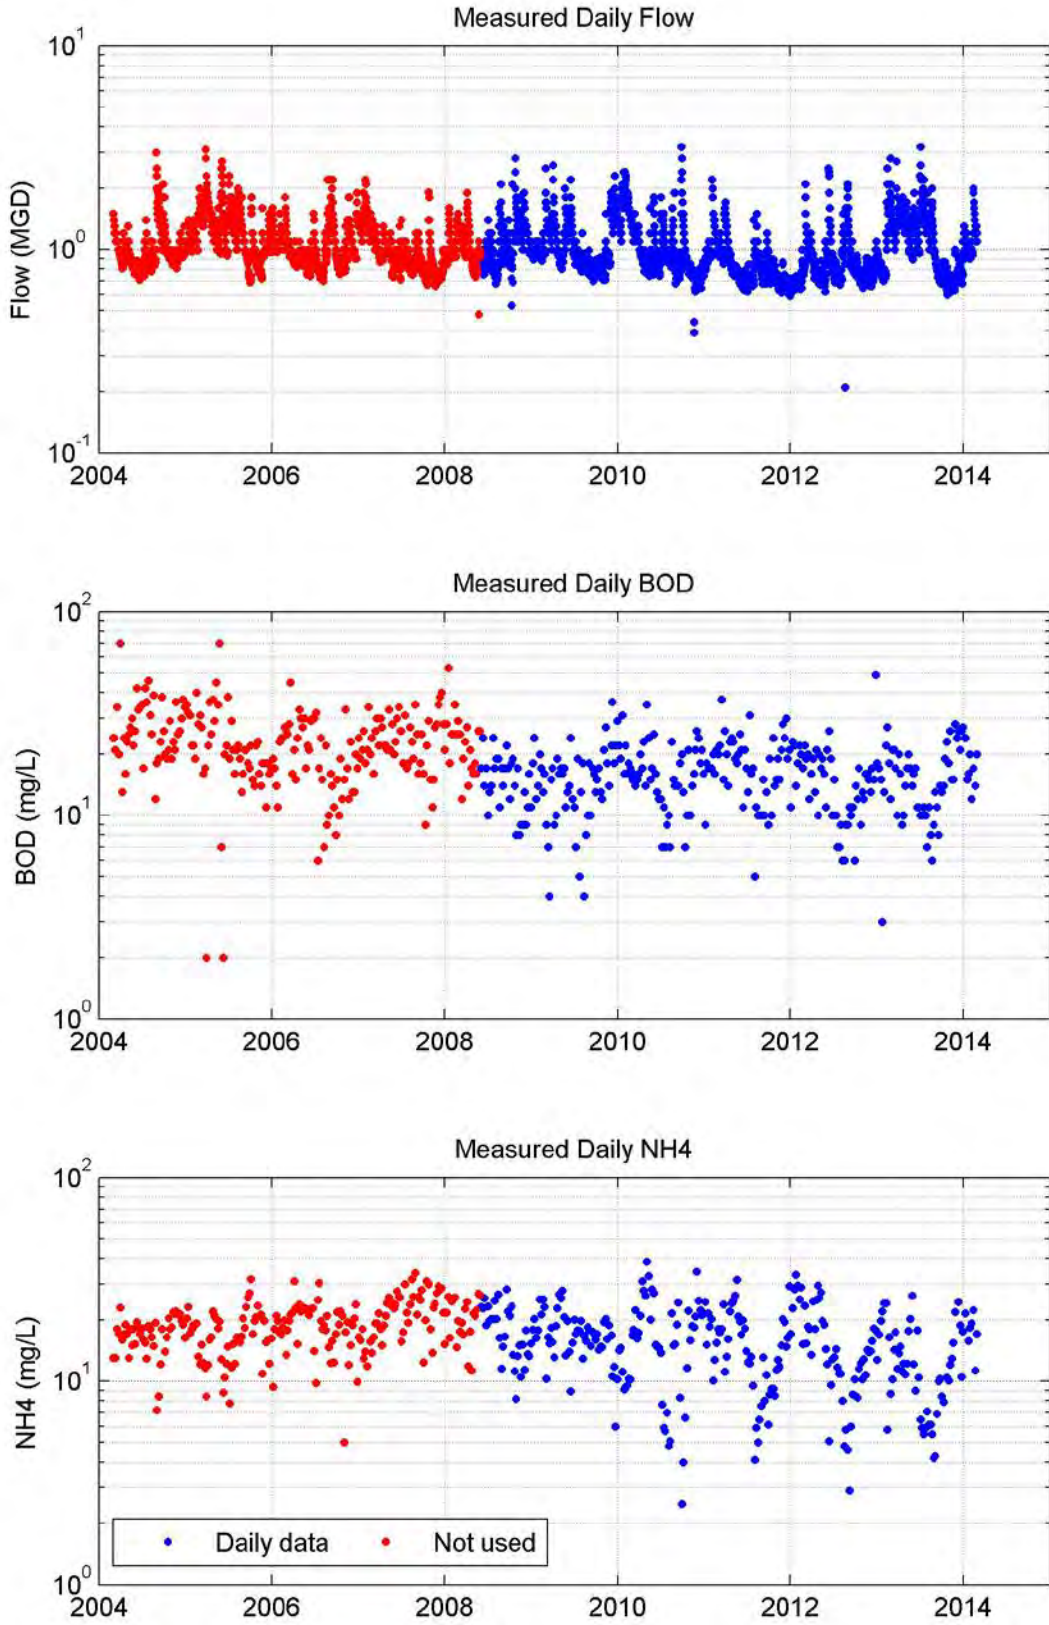 Measured Daily Flow
10^1
10^0
10^-1
Flow (MGD)
2004 2006 2008 2010 2012 2014
Measured Daily BOD
10^2
10^1
10^0
BOD (mg/L)
2004 2006 2008 2010 2012 2014
Measured Daily NH4
10^2
10^1
10^0
NH4 (mg/L)
Daily data Not used
2004 2006 2008 2010 2012 2014